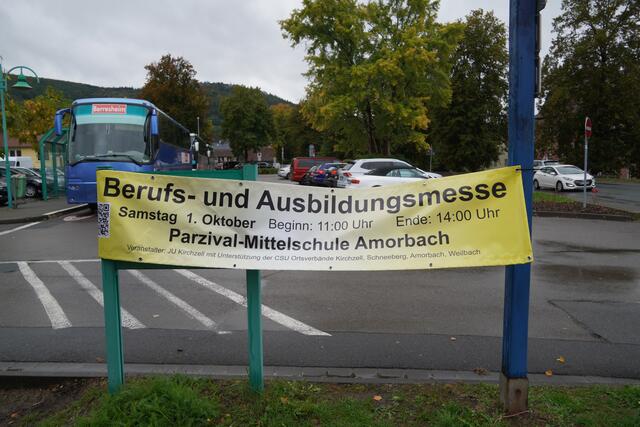 Berresheim
Berufs- und Ausbildungsmesse
Samstag 1. Oktober Beginn: 11:00 Uhr Ende: 14:00 Uhr
Parzival-Mittelschule Amorbach
Veranstalter: JU Kirchzell mit Unterstützung der CSU Ortsverbände Kirchzell, Schneeberg, Amorbach, Weilbach